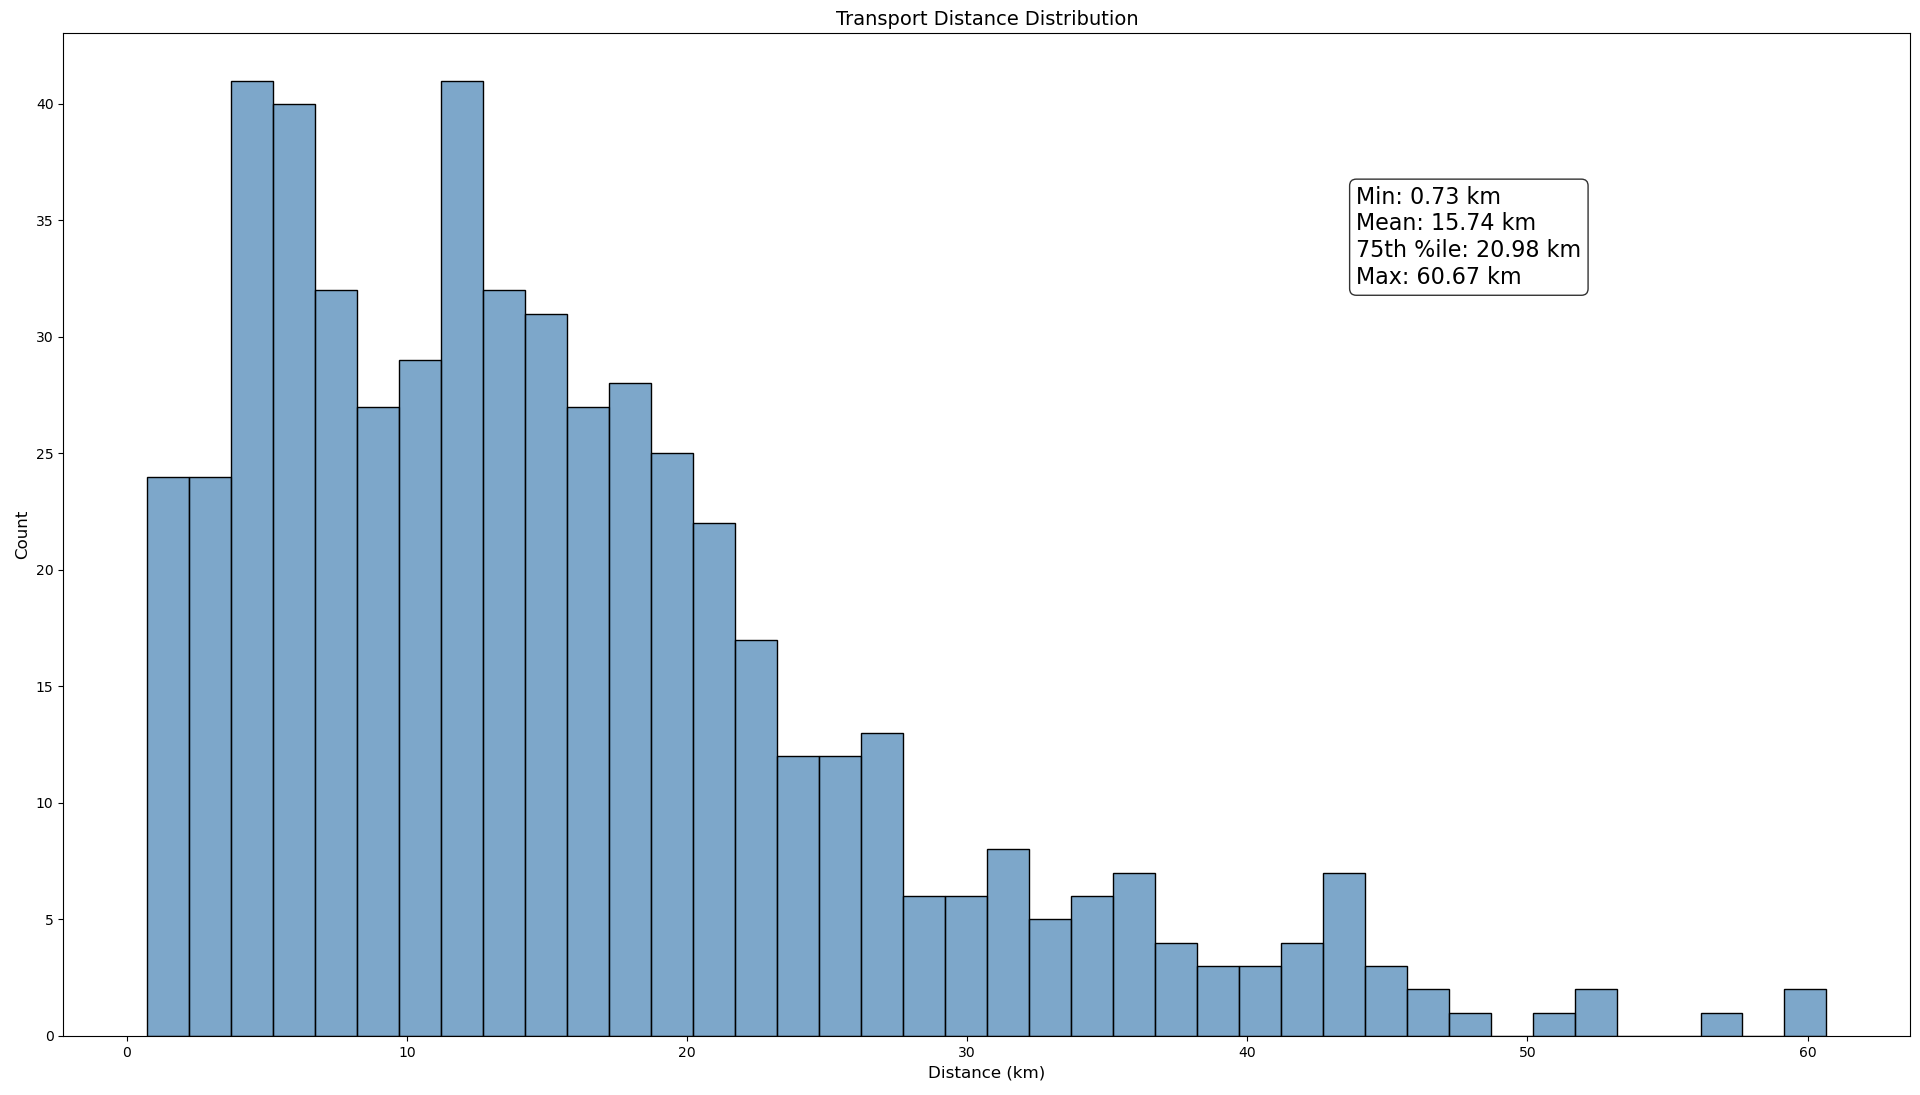 Transport Distance Distribution
40
35
30
25
20
15
10
5
0
Count
Min: 0.73 km
Mean: 15.74 km
75th %ile: 20.98 km
Max: 60.67 km
0 10 20 30 40 50 60
Distance (km)